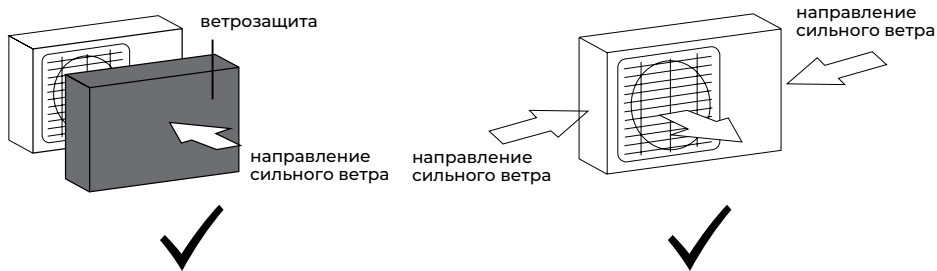 ветрозащита
направление
сильного ветра
направление
сильного ветра
направление
сильного ветра